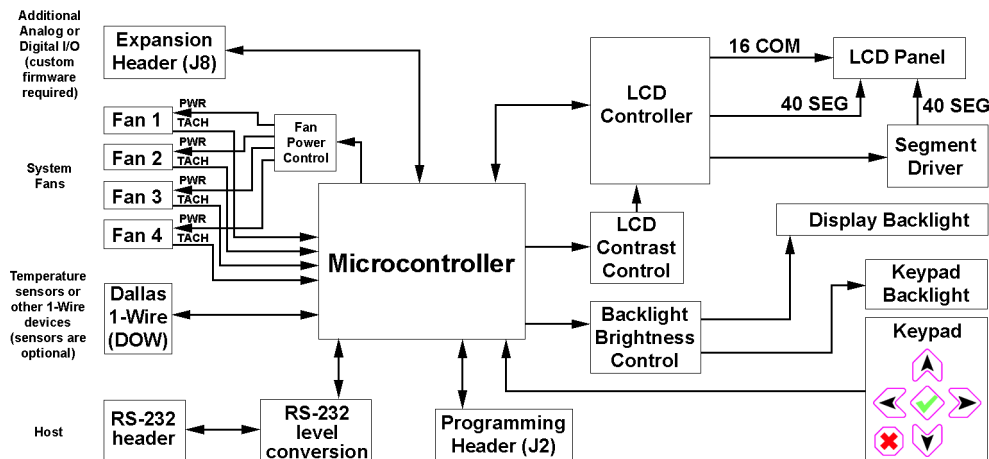 Additional
Analog or
Digital I/O
(custom
firmware
required)
Expansion
Header (J8)
System
Fans
Fan 1
PWR
TACH
Fan 2
PWR
TACH
Fan 3
PWR
TACH
Fan 4
PWR
TACH
Fan
Power
Control
Temperature
sensors or
other 1-Wire
devices
(sensors are
optional)
Dallas
1-Wire
(DOW)
Host
RS-232
header
RS-232
level
conversion
Microcontroller
Programming
Header (J2)
LCD
Controller
16 COM
40 SEG
LCD Panel
40 SEG
Segment
Driver
LCD
Contrast
Control
Backlight
Brightness
Control
Display Backlight
Keypad
Backlight
Keypad